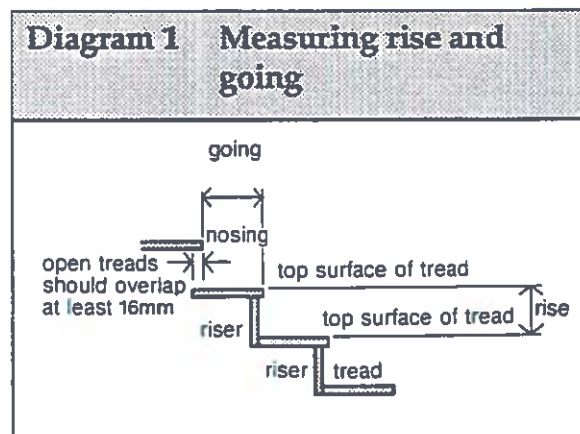 Diagram 1 Measuring rise and
going
going
nosing
open treads
should overlap
at least 16mm
top surface of tread
rise
riser
top surface of tread
riser
tread